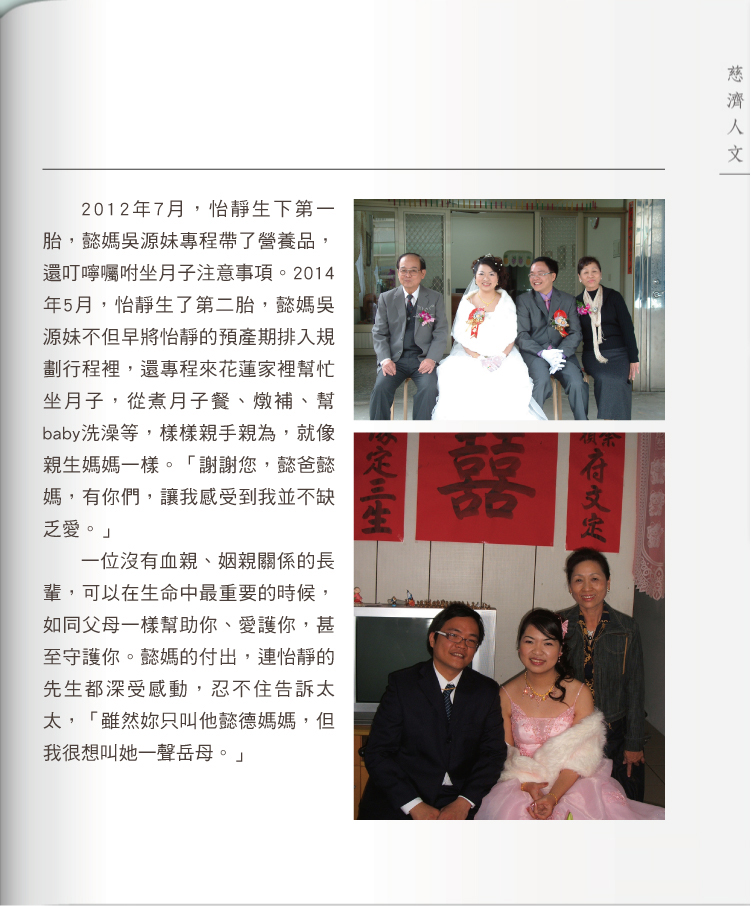 慈濟人文
2012年7月，怡靜生下第一
胎，懿媽吳源妹專程帶了營養品，
還叮嚀囑咐坐月子注意事項。2014
年5月，怡靜生了第二胎，懿媽吳
源妹不但早將怡靜的預產期排入規
劃行程裡，還專程來花蓮家裡幫忙
坐月子，從煮月子餐、燉補、幫
baby洗澡等，樣樣親手親為，就像
親生媽媽一樣。「謝謝您，懿爸懿
媽，有你們，讓我感受到我並不缺
乏愛。」
一位沒有血親、姻親關係的長
輩，可以在生命中最重要的時候，
如同父母一樣幫助你、愛護你，甚
至守護你。懿媽的付出，連怡靜的
先生都深受感動，忍不住告訴太
太，「雖然妳只叫他懿德媽媽，但
我很想叫她一聲岳母。」
定三生
囍
府文定